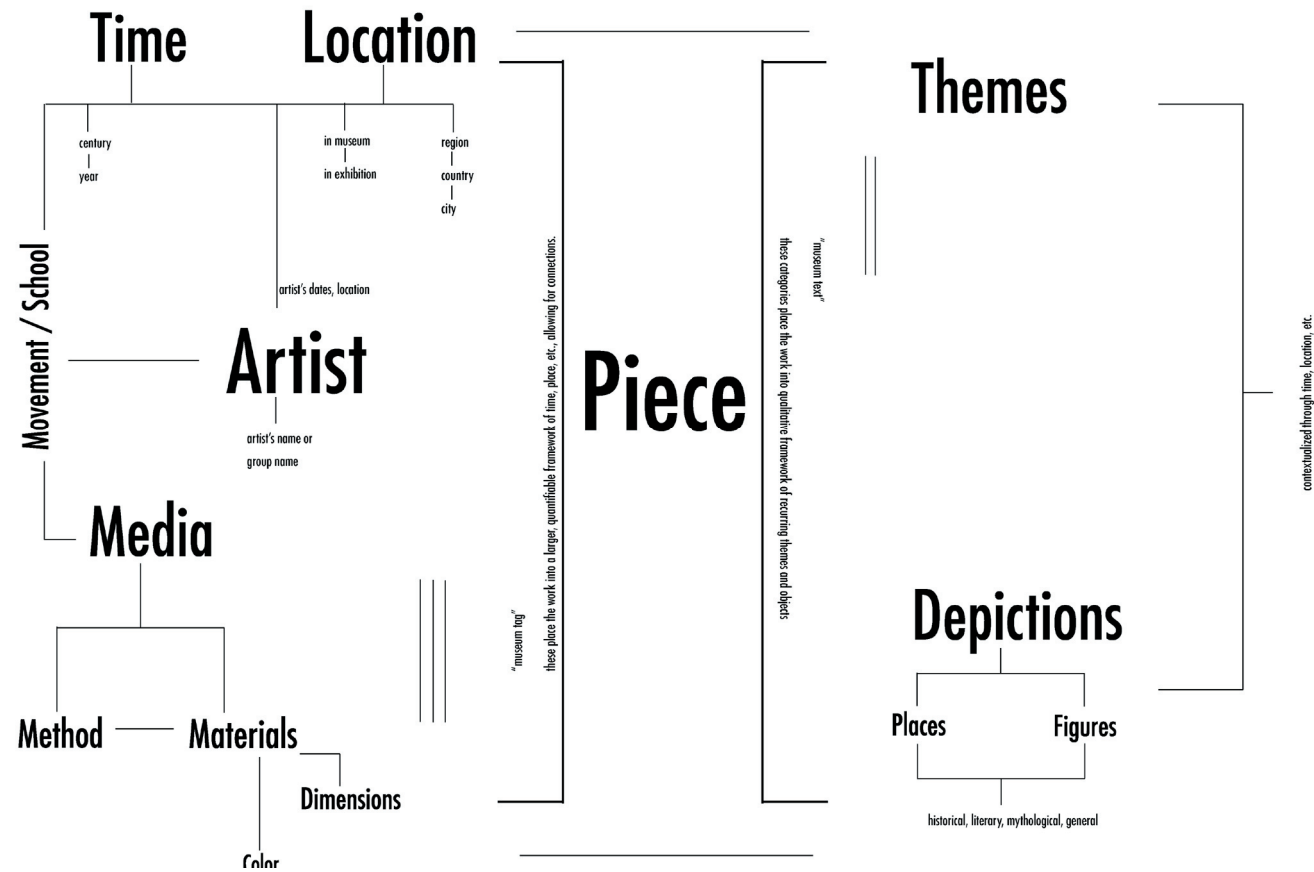 Time
Location
century
year
in museum
in exhibition
region
country
city
Movement / School
artist's dates, location
Artist
artist's name or
group name
Media
Method
Materials
Dimensions
Color
"museum tag"
these place the work into a larger, quantifiable framework of time, place, etc., allowing for connections.
Piece
"museum text"
these categories place the work into qualitative framework of recurring themes and objects
Themes
Depictions
Places
Figures
historical, literary, mythological, general
contextualized through time, location, etc.